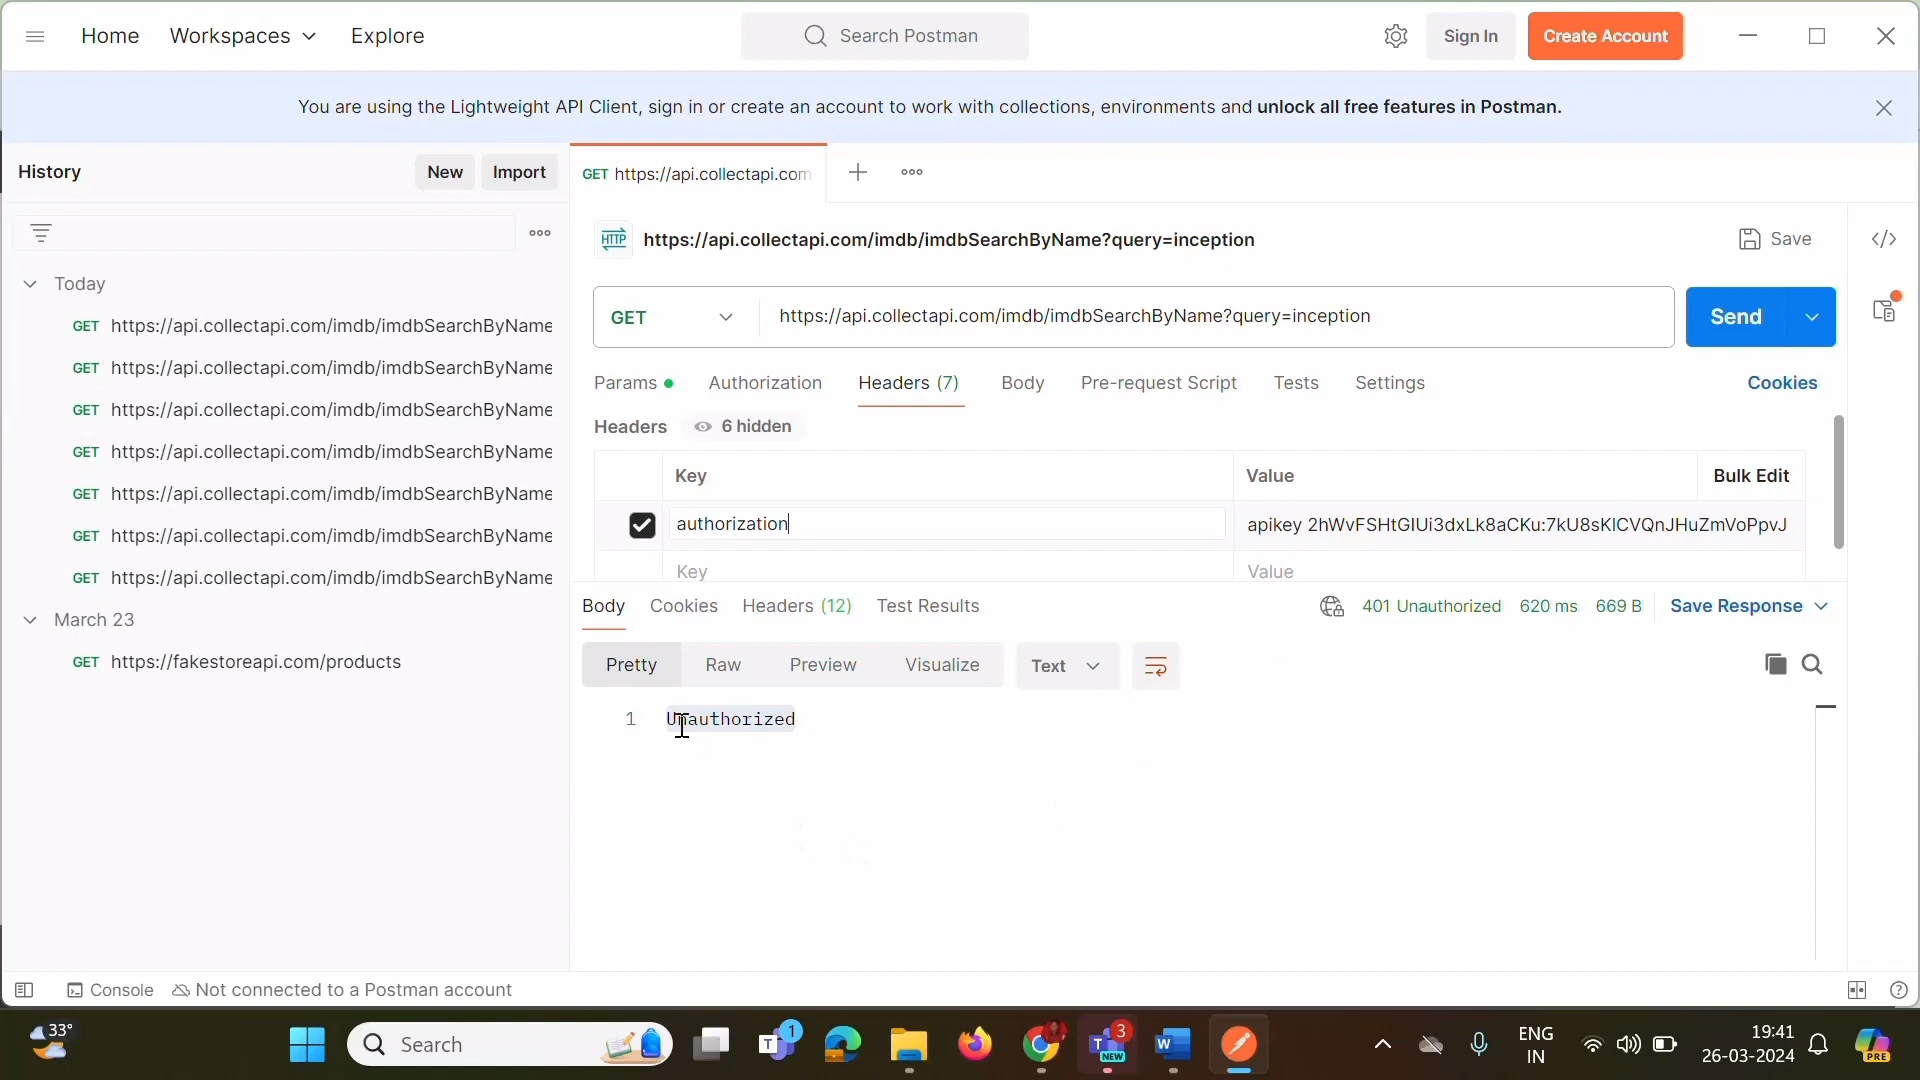 Home
Workspaces
Explore
Search Postman
Sign In
Create Account
You are using the Lightweight API Client, sign in or create an account to work with collections, environments and unlock all free features in Postman.
History
New
Import
GET https://api.collectapi.com
Today
GET https://api.collectapi.com/imdb/imdbSearchByName
GET https://api.collectapi.com/imdb/imdbSearchByName
GET https://api.collectapi.com/imdb/imdbSearchByName
GET https://api.collectapi.com/imdb/imdbSearchByName
GET https://api.collectapi.com/imdb/imdbSearchByName
GET https://api.collectapi.com/imdb/imdbSearchByName
GET https://api.collectapi.com/imdb/imdbSearchByName
March 23
GET https://fakestoreapi.com/products
HTTP https://api.collectapi.com/imdb/imdbSearchByName?query=inception
Save
GET
https://api.collectapi.com/imdb/imdbSearchByName?query=inception
Send
Params
Authorization
Headers (7)
Body
Pre-request Script
Tests
Settings
Cookies
Headers
6 hidden
Key
Value
Bulk Edit
authorization
apikey 2hWvFSHtGIUi3dxLk8aCKu:7kU8sKlCVQnJHuZmVoPpvJ
Key
Value
Body
Cookies
Headers (12)
Test Results
401 Unauthorized
620 ms
669 B
Save Response
Pretty
Raw
Preview
Visualize
Text
1 Unauthorized
Console
Not connected to a Postman account
33°
Search
1
3
NEW
ENG
IN
19:41
26-03-2024
PRE